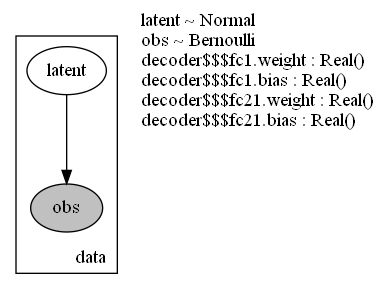 latent ~ Normal
obs ~ Bernoulli
decoder$$$fc1.weight : Real()
decoder$$$fc1.bias : Real()
decoder$$$fc21.weight : Real()
decoder$$$fc21.bias : Real()
latent
obs
data